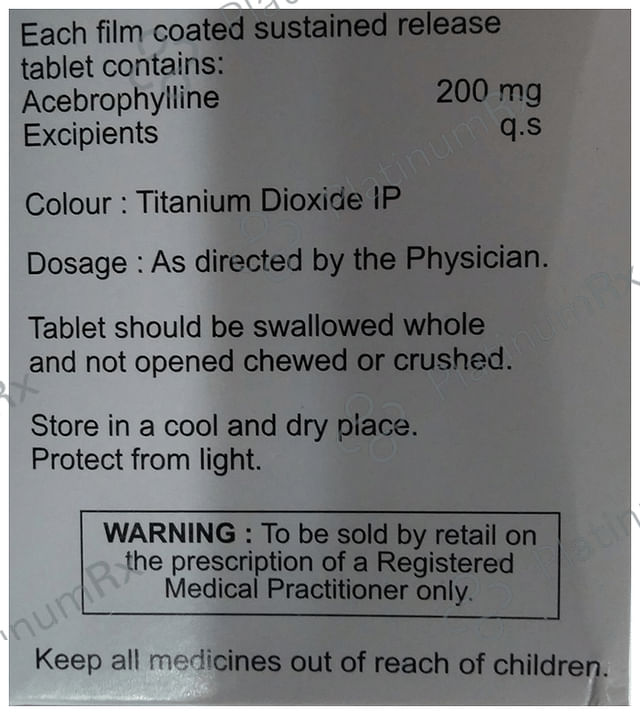 Each film coated sustained release
tablet contains:
Acebrophylline 200 mg
Excipients q.s
Colour : Titanium Dioxide IP
Dosage : As directed by the Physician.
Tablet should be swallowed whole
and not opened chewed or crushed.
Store in a cool and dry place.
Protect from light.
WARNING : To be sold by retail on
the prescription of a Registered
Medical Practitioner only.
Keep all medicines out of reach of children.
PlatinumRx
PlatinumRx